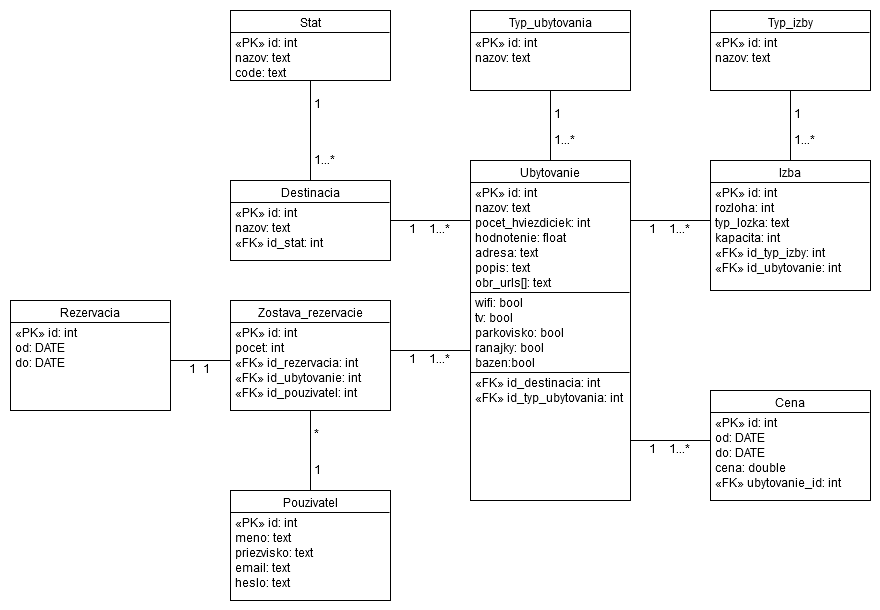 Stat
«PK» id: int
nazov: text
code: text
1
1...*
Typ_ubytovania
«PK» id: int
nazov: text
1
1...*
Typ_izby
«PK» id: int
nazov: text
1
1...*
Destinacia
«PK» id: int
nazov: text
«FK» id_stat: int
1 1...*
Ubytovanie
«PK» id: int
nazov: text
pocet_hviezdiciek: int
hodnotenie: float
adresa: text
popis: text
obr_urls[]: text
wifi: bool
tv: bool
parkovisko: bool
ranajky: bool
bazen:bool
«FK» id_destinacia: int
«FK» id_typ_ubytovania: int
1 1...*
Izba
«PK» id: int
rozloha: int
typ_lozka: text
kapacita: int
«FK» id_typ_izby: int
«FK» id_ubytovanie: int
Rezervacia
«PK» id: int
od: DATE
do: DATE
1 1
Zostava_rezervacie
«PK» id: int
pocet: int
«FK» id_rezervacia: int
«FK» id_ubytovanie: int
«FK» id_pouzivatel: int
1 1...*
*
1
1 1...*
Cena
«PK» id: int
od: DATE
do: DATE
cena: double
«FK» ubytovanie_id: int
Pouzivatel
«PK» id: int
meno: text
priezvisko: text
email: text
heslo: text